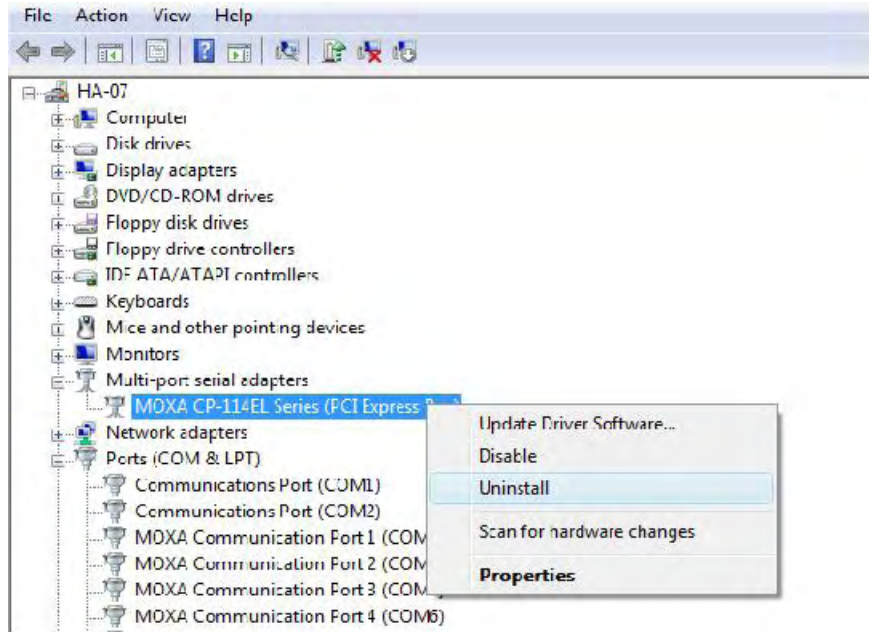 File Action View Help
HA-07
Computer
Disk drives
Display adapters
DVD/CD-ROM drives
Floppy disk drives
Floppy drive controllers
IDE ATA/ATAPI controllers
Keyboards
Mice and other pointing devices
Monitors
Multi-port serial adapters
MOXA CP-114EL Series (PCI Express
Network adapters
Ports (COM & LPT)
Communications Port (COM1)
Communications Port (COM2)
MOXA Communication Port 1 (COM
MOXA Communication Port 2 (COM
MOXA Communication Port 3 (COM
MOXA Communication Port 4 (COM6)
Update Driver Software...
Disable
Uninstall
Scan for hardware changes
Properties